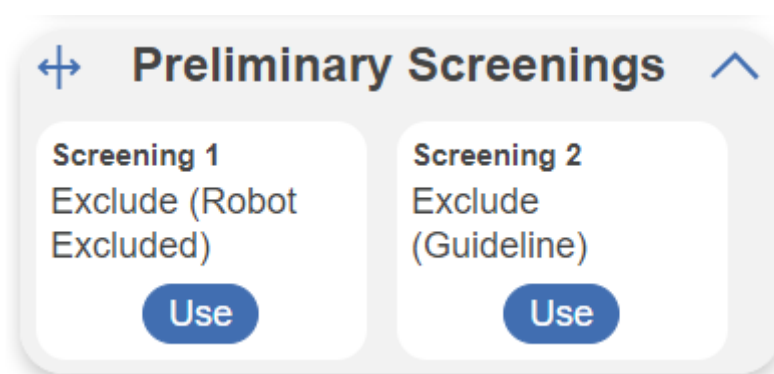 Preliminary Screenings
Screening 1
Exclude (Robot
Excluded)
Use
Screening 2
Exclude
(Guideline)
Use